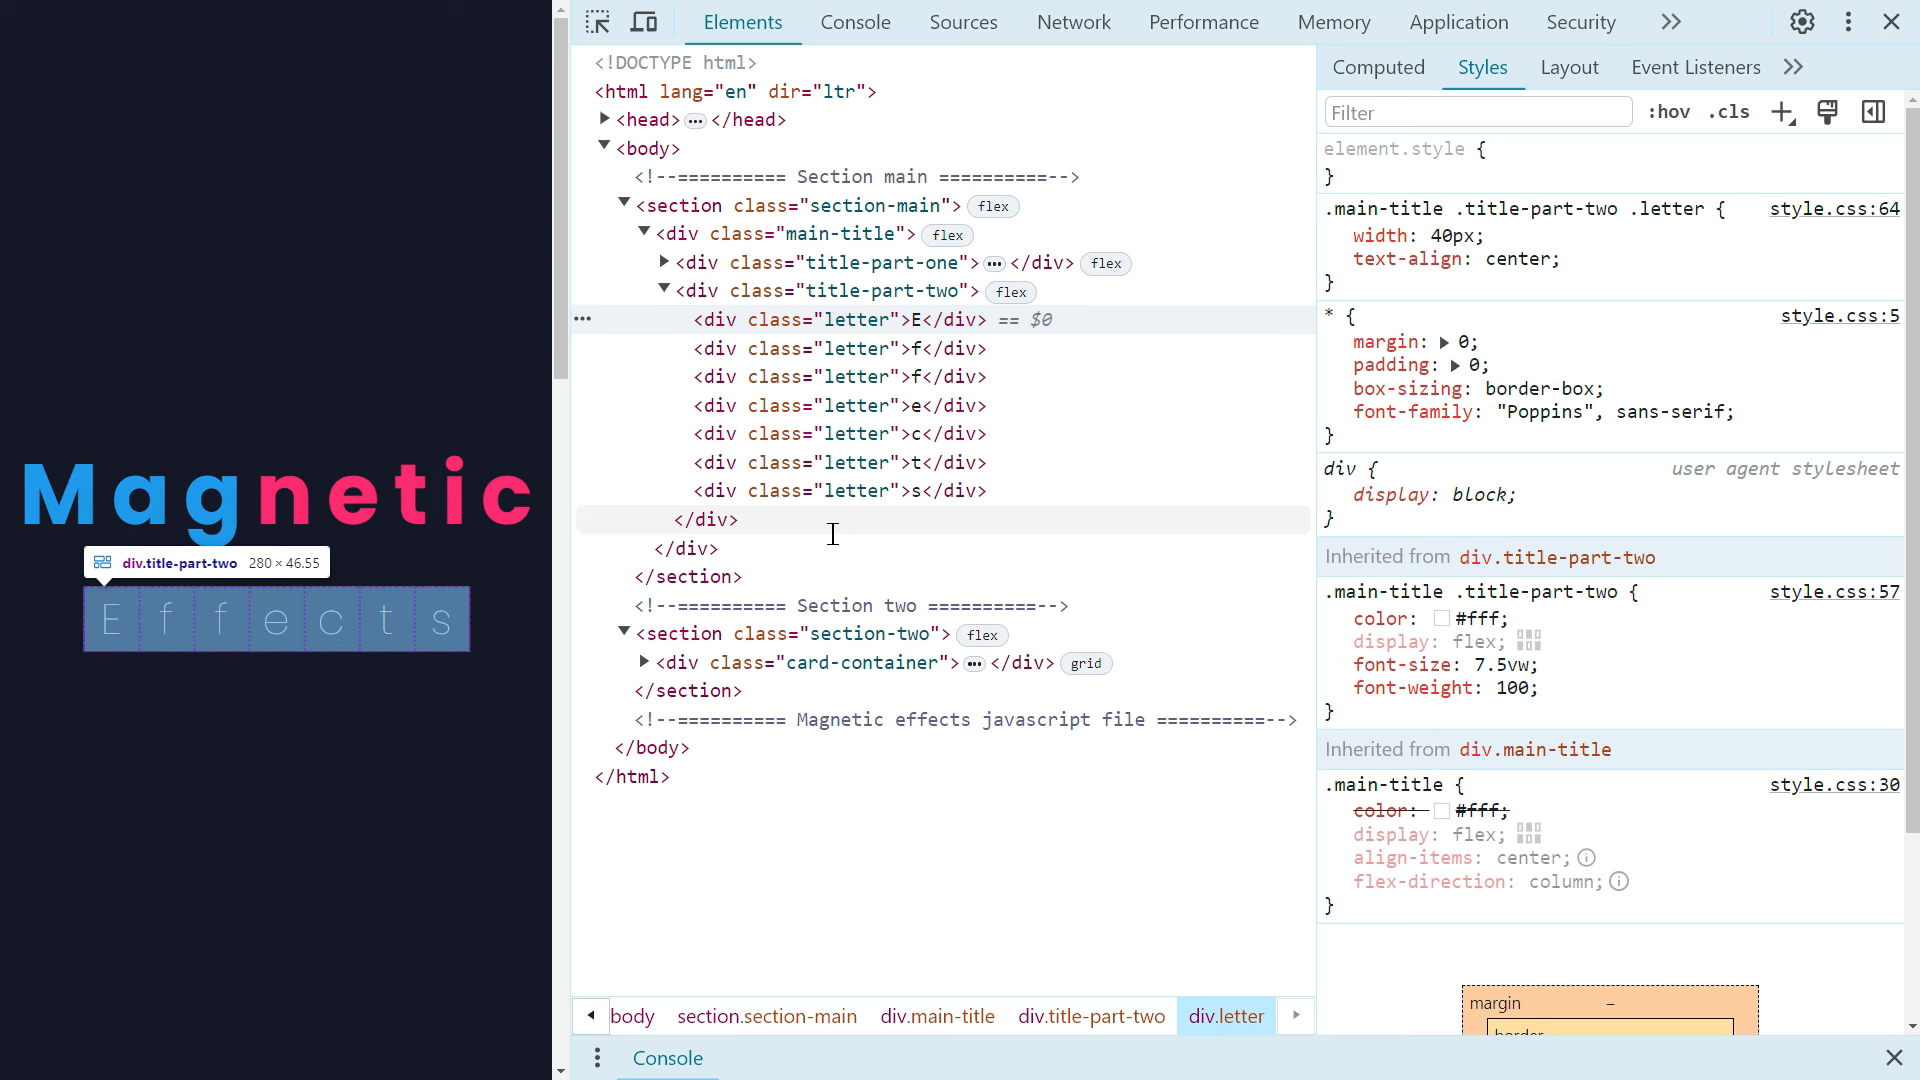 Magnetic
div.title-part-two 280 × 46.55
Effects
Elements Console Sources Network Performance Memory Application Security
<!DOCTYPE html>
<html lang="en" dir="ltr">
<head> ••• </head>
<body>
<!--========== Section main ==========-->
<section class="section-main"> flex
<div class="main-title"> flex
<div class="title-part-one"> ••• </div> flex
<div class="title-part-two"> flex
••• <div class="letter">E</div> == $0
<div class="letter">f</div>
<div class="letter">f</div>
<div class="letter">e</div>
<div class="letter">c</div>
<div class="letter">t</div>
<div class="letter">s</div>
</div>
</div>
</section>
<!--========== Section two ==========-->
<section class="section-two"> flex
<div class="card-container"> ••• </div> grid
</section>
<!--========== Magnetic effects javascript file ==========-->
</body>
</html>
body section.section-main div.main-title div.title-part-two div.letter
Console
Computed Styles Layout Event Listeners
Filter :hov .cls
element.style {
}
.main-title .title-part-two .letter { style.css:64
width: 40px;
text-align: center;
}
* { style.css:5
margin: 0;
padding: 0;
box-sizing: border-box;
font-family: "Poppins", sans-serif;
}
div { user agent stylesheet
display: block;
}
Inherited from div.title-part-two
.main-title .title-part-two { style.css:57
color: #fff;
display: flex;
font-size: 7.5vw;
font-weight: 100;
}
Inherited from div.main-title
.main-title { style.css:30
color: #fff;
display: flex;
align-items: center;
flex-direction: column;
}
margin –
border